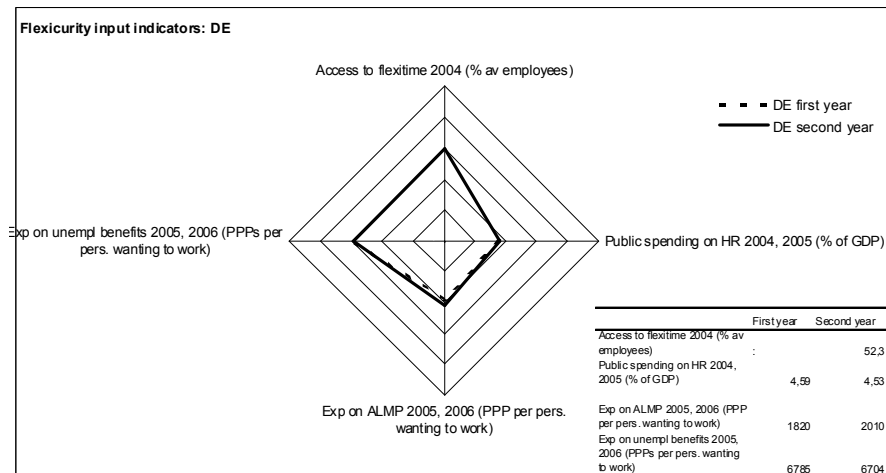 Flexicurity input indicators: DE
Access to flexitime 2004 (% av employees)
DE first year
DE second year
Exp on unempl benefits 2005, 2006 (PPPs per
pers. wanting to work)
Public spending on HR 2004, 2005 (% of GDP)
Exp on ALMP 2005, 2006 (PPP per pers.
wanting to work)
First year Second year
Access to flexitime 2004 (% av
employees) : 52,3
Public spending on HR 2004,
2005 (% of GDP) 4,59 4,53
Exp on ALMP 2005, 2006 (PPP
per pers. wanting to work) 1820 2010
Exp on unempl benefits 2005,
2006 (PPPs per pers. wanting
to work) 6785 6704